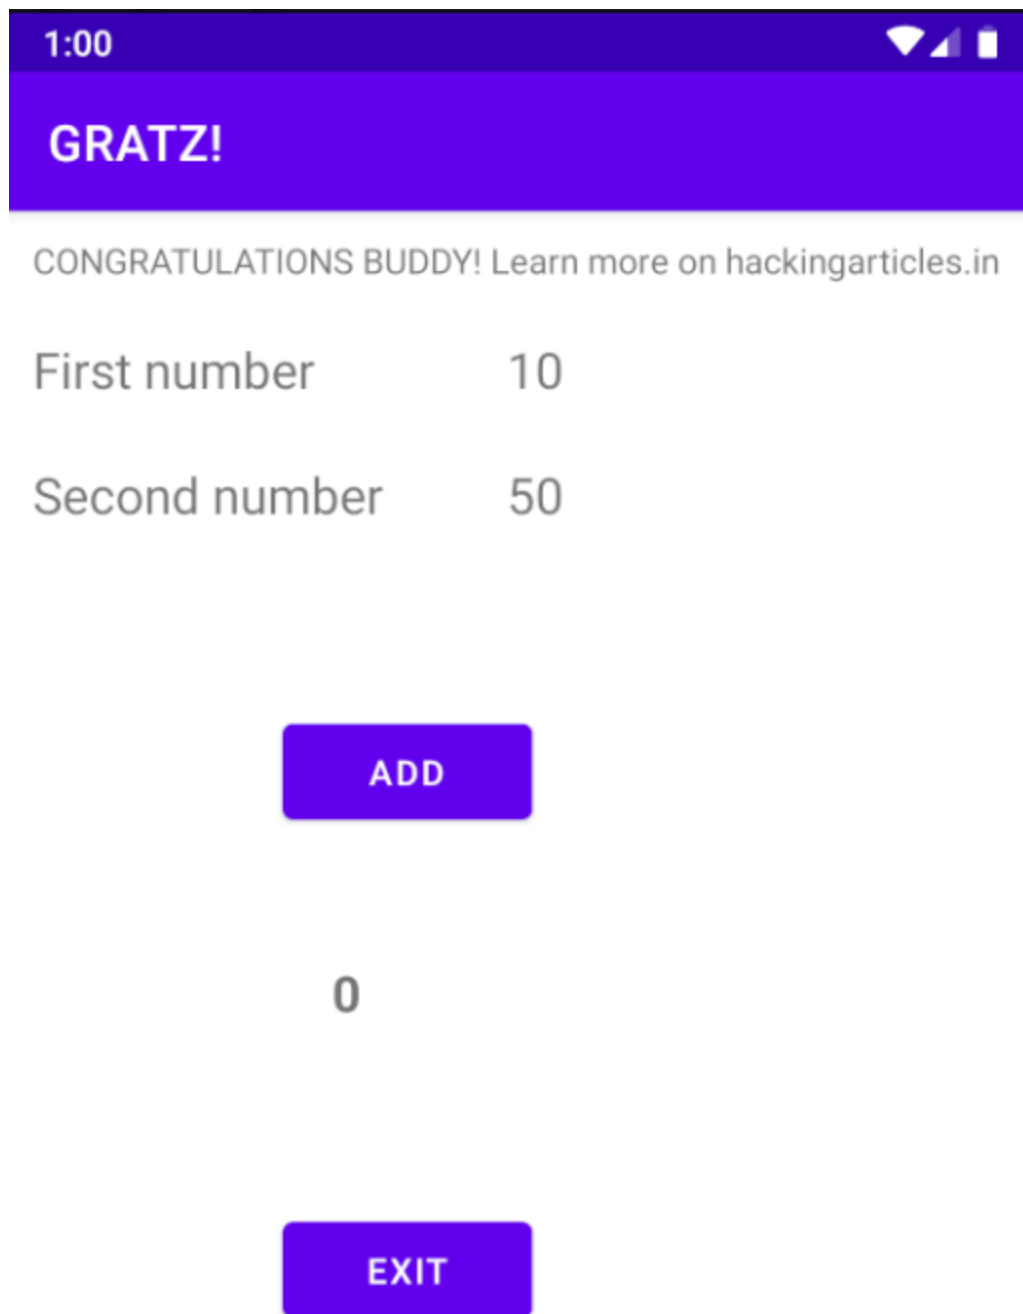 1:00
GRATZ!
CONGRATULATIONS BUDDY! Learn more on hackingarticles.in
First number 10
Second number 50
ADD
0
EXIT